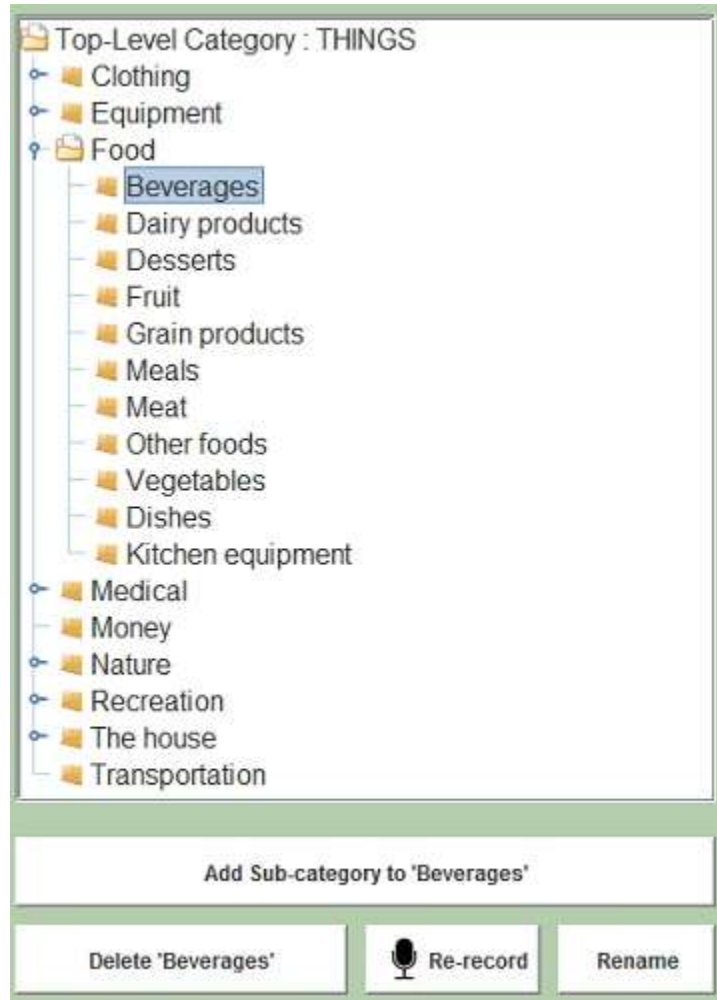 Top-Level Category : THINGS
Clothing
Equipment
Food
Beverages
Dairy products
Desserts
Fruit
Grain products
Meals
Meat
Other foods
Vegetables
Dishes
Kitchen equipment
Medical
Money
Nature
Recreation
The house
Transportation
Add Sub-category to 'Beverages'
Delete 'Beverages' Re-record Rename